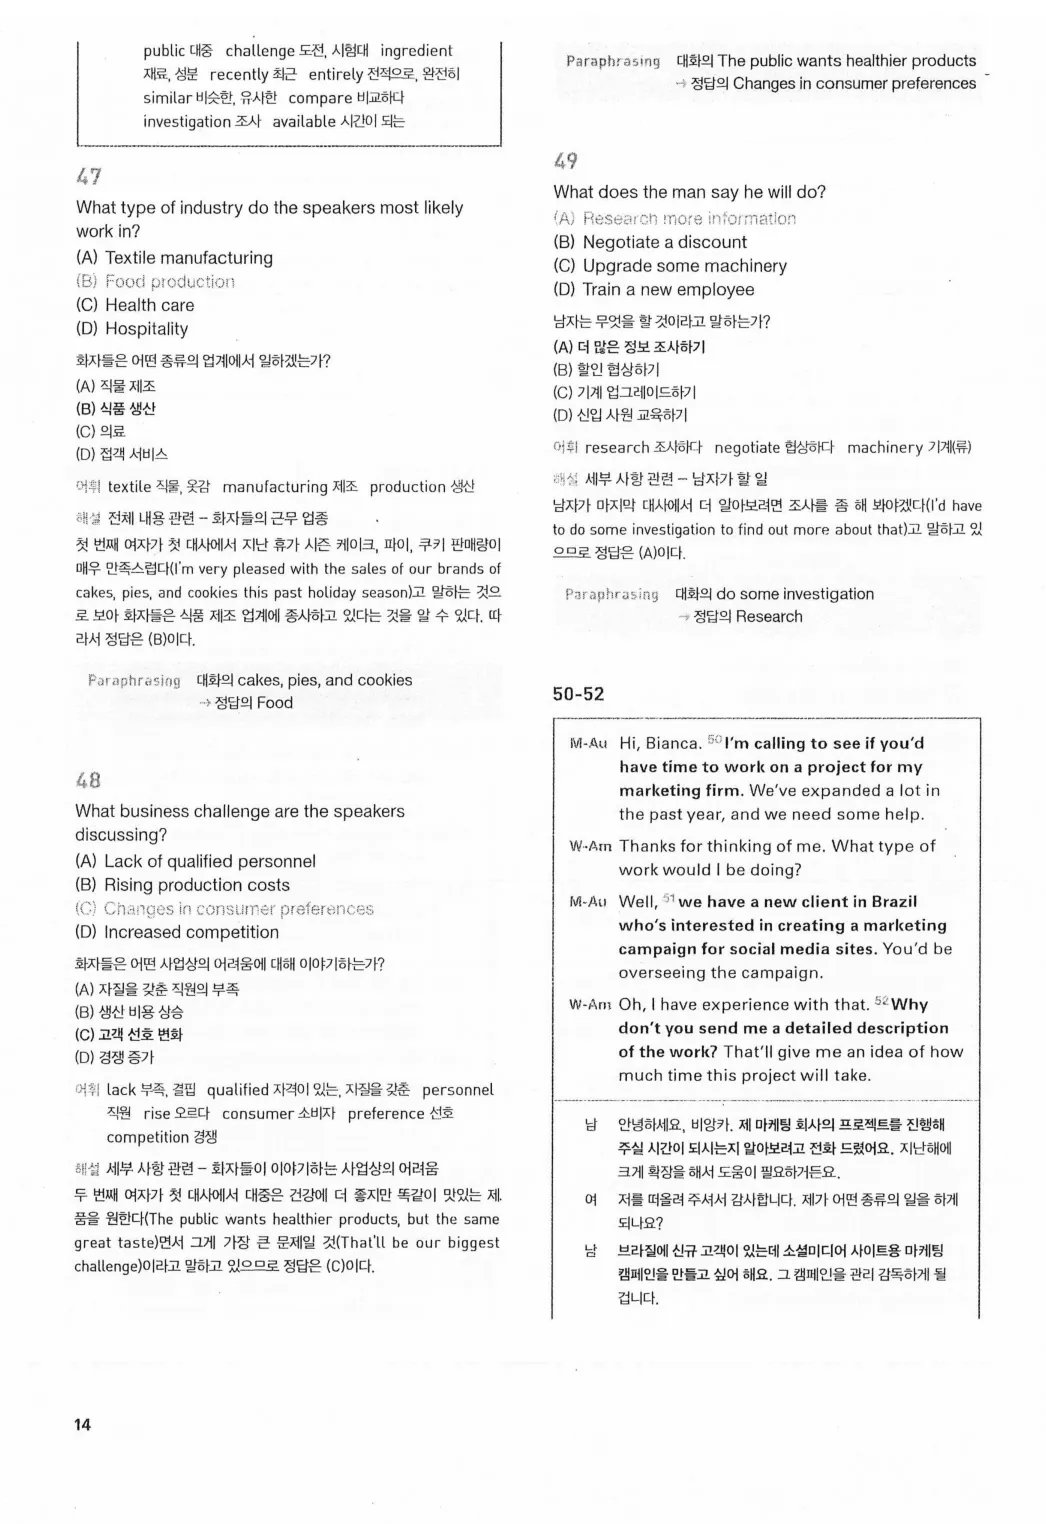 public 대중 challenge 도전, 시험대 ingredient
재료, 성분 recently 최근 entirely 전적으로, 완전히
similar 비슷한, 유사한 compare 비교하다
investigation 조사 available 시간이 되는
47
What type of industry do the speakers most likely
work in?
(A) Textile manufacturing
(B) Food production
(C) Health care
(D) Hospitality
화자들은 어떤 종류의 업계에서 일하겠는가?
(A) 직물 제조
(B) 식품 생산
(C) 의료
(D) 접객 서비스
어휘 textile 직물, 옷감 manufacturing 제조 production 생산
해설 전체 내용 관련 – 화자들의 근무 업종
첫 번째 여자가 첫 대사에서 지난 휴가 시즌 케이크, 파이, 쿠키 판매량이
매우 만족스럽다(I'm very pleased with the sales of our brands of
cakes, pies, and cookies this past holiday season)고 말하는 것으
로 보아 화자들은 식품 제조 업계에 종사하고 있다는 것을 알 수 있다. 따
라서 정답은 (B)이다.
Paraphrasing 대화의 cakes, pies, and cookies
→ 정답의 Food
48
What business challenge are the speakers
discussing?
(A) Lack of qualified personnel
(B) Rising production costs
(C) Changes in consumer preferences
(D) Increased competition
화자들은 어떤 사업상의 어려움에 대해 이야기하는가?
(A) 자질을 갖춘 직원의 부족
(B) 생산 비용 상승
(C) 고객 선호 변화
(D) 경쟁 증가
어휘 lack 부족, 결핍 qualified 자격이 있는, 자질을 갖춘 personnel
직원 rise 오르다 consumer 소비자 preference 선호
competition 경쟁
해설 세부 사항 관련 – 화자들이 이야기하는 사업상의 어려움
두 번째 여자가 첫 대사에서 대중은 건강에 더 좋지만 똑같이 맛있는 제
품을 원한다(The public wants healthier products, but the same
great taste)면서 그게 가장 큰 문제일 것(That'll be our biggest
challenge)이라고 말하고 있으므로 정답은 (C)이다.
14
Paraphrasing 대화의 The public wants healthier products
→ 정답의 Changes in consumer preferences
49
What does the man say he will do?
(A) Research more information
(B) Negotiate a discount
(C) Upgrade some machinery
(D) Train a new employee
남자는 무엇을 할 것이라고 말하는가?
(A) 더 많은 정보 조사하기
(B) 할인 협상하기
(C) 기계 업그레이드하기
(D) 신입 사원 교육하기
어휘 research 조사하다 negotiate 협상하다 machinery 기계(류)
해설 세부 사항 관련 – 남자가 할 일
남자가 마지막 대사에서 더 알아보려면 조사를 좀 해 봐야겠다(I'd have
to do some investigation to find out more about that)고 말하고 있
으므로 정답은 (A)이다.
Paraphrasing 대화의 do some investigation
→ 정답의 Research
50-52
M-Au Hi, Bianca. 50 I'm calling to see if you'd
have time to work on a project for my
marketing firm. We've expanded a lot in
the past year, and we need some help.
W-Am Thanks for thinking of me. What type of
work would I be doing?
M-Au Well, 51 we have a new client in Brazil
who's interested in creating a marketing
campaign for social media sites. You'd be
overseeing the campaign.
W-Am Oh, I have experience with that. 52 Why
don't you send me a detailed description
of the work? That'll give me an idea of how
much time this project will take.
남 안녕하세요, 비앙카. 제 마케팅 회사의 프로젝트를 진행해
주실 시간이 되시는지 알아보려고 전화 드렸어요. 지난해에
크게 확장을 해서 도움이 필요하거든요.
여 저를 떠올려 주셔서 감사합니다. 제가 어떤 종류의 일을 하게
되나요?
남 브라질에 신규 고객이 있는데 소셜미디어 사이트용 마케팅
캠페인을 만들고 싶어 해요. 그 캠페인을 관리 감독하게 될
겁니다.